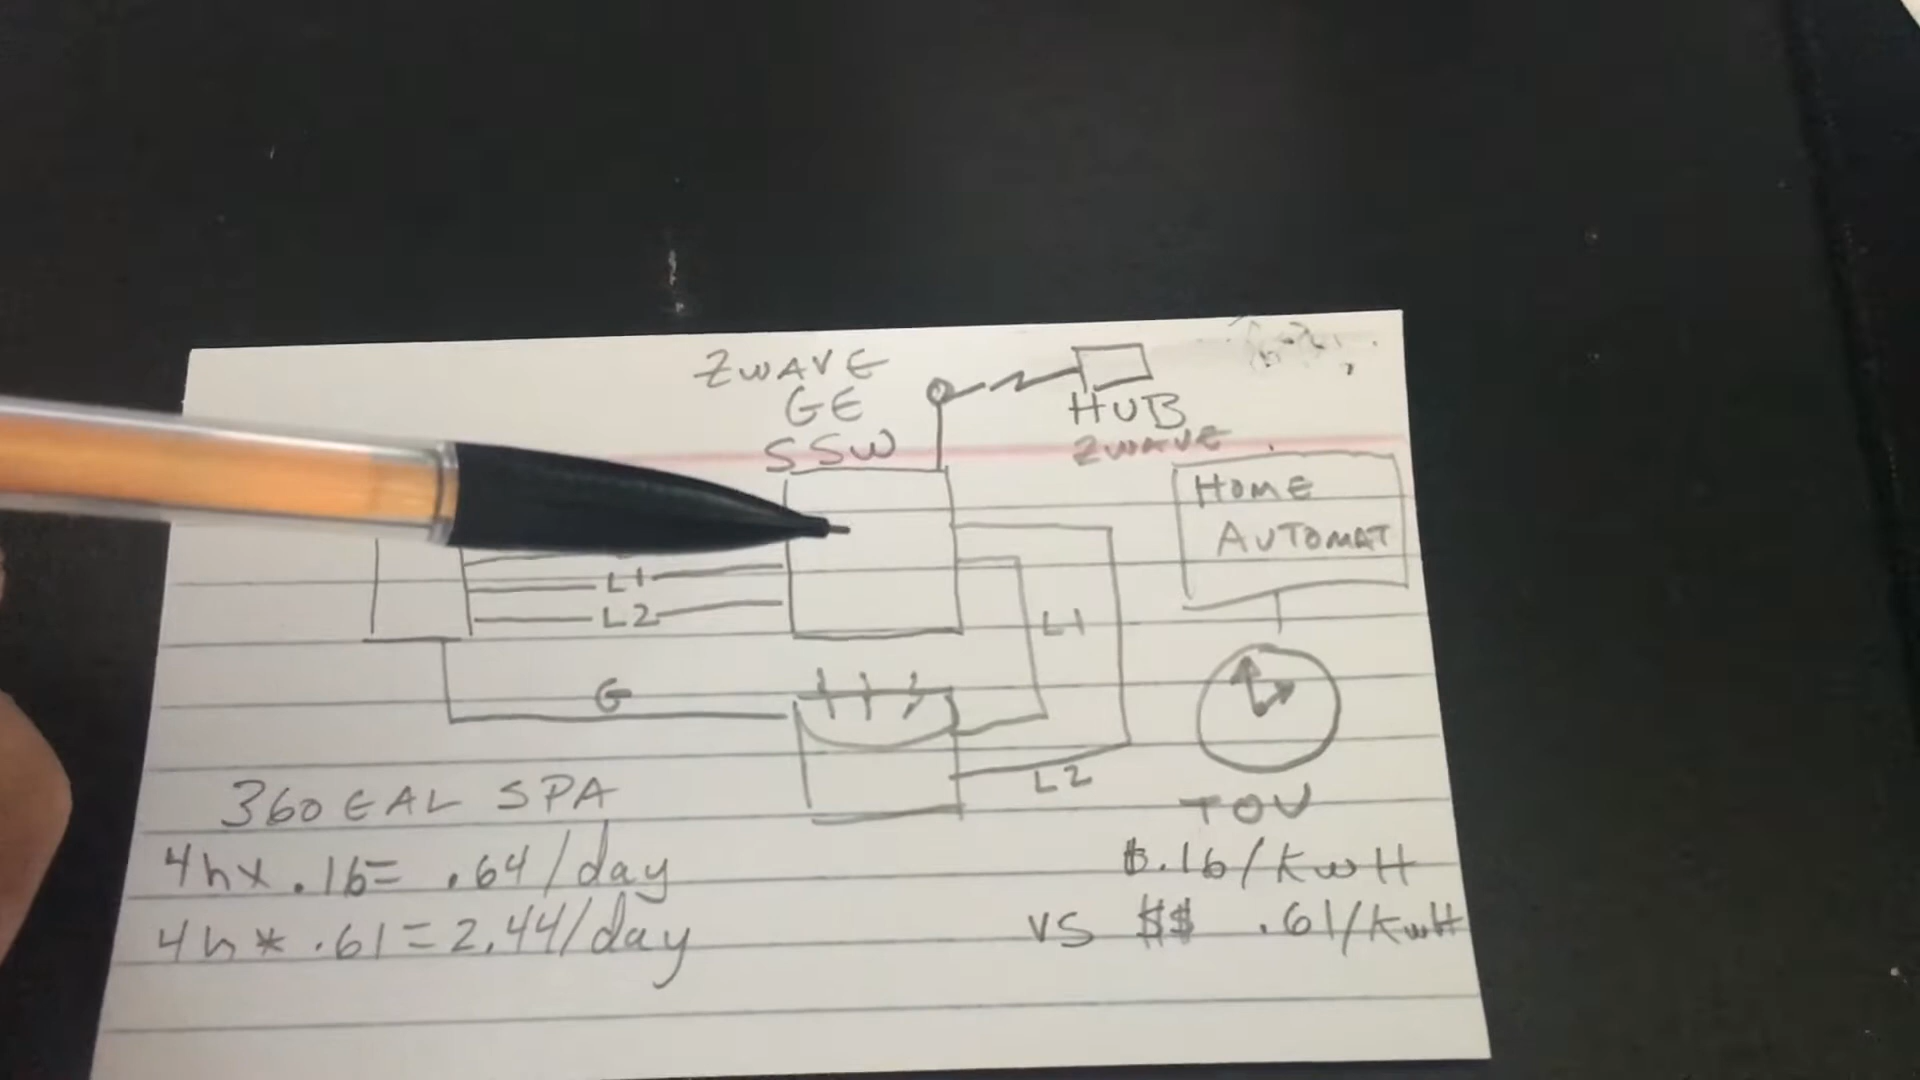 ZWAVE
GE
SSW
HUB
ZWAVE
HOME
AUTOMAT
L1
L2
L1
G
L2
TOU
360 GAL SPA
4hx .16= .64/day
4h * .61=2.44/day
$.16/KWH
VS $$ .61/KWH